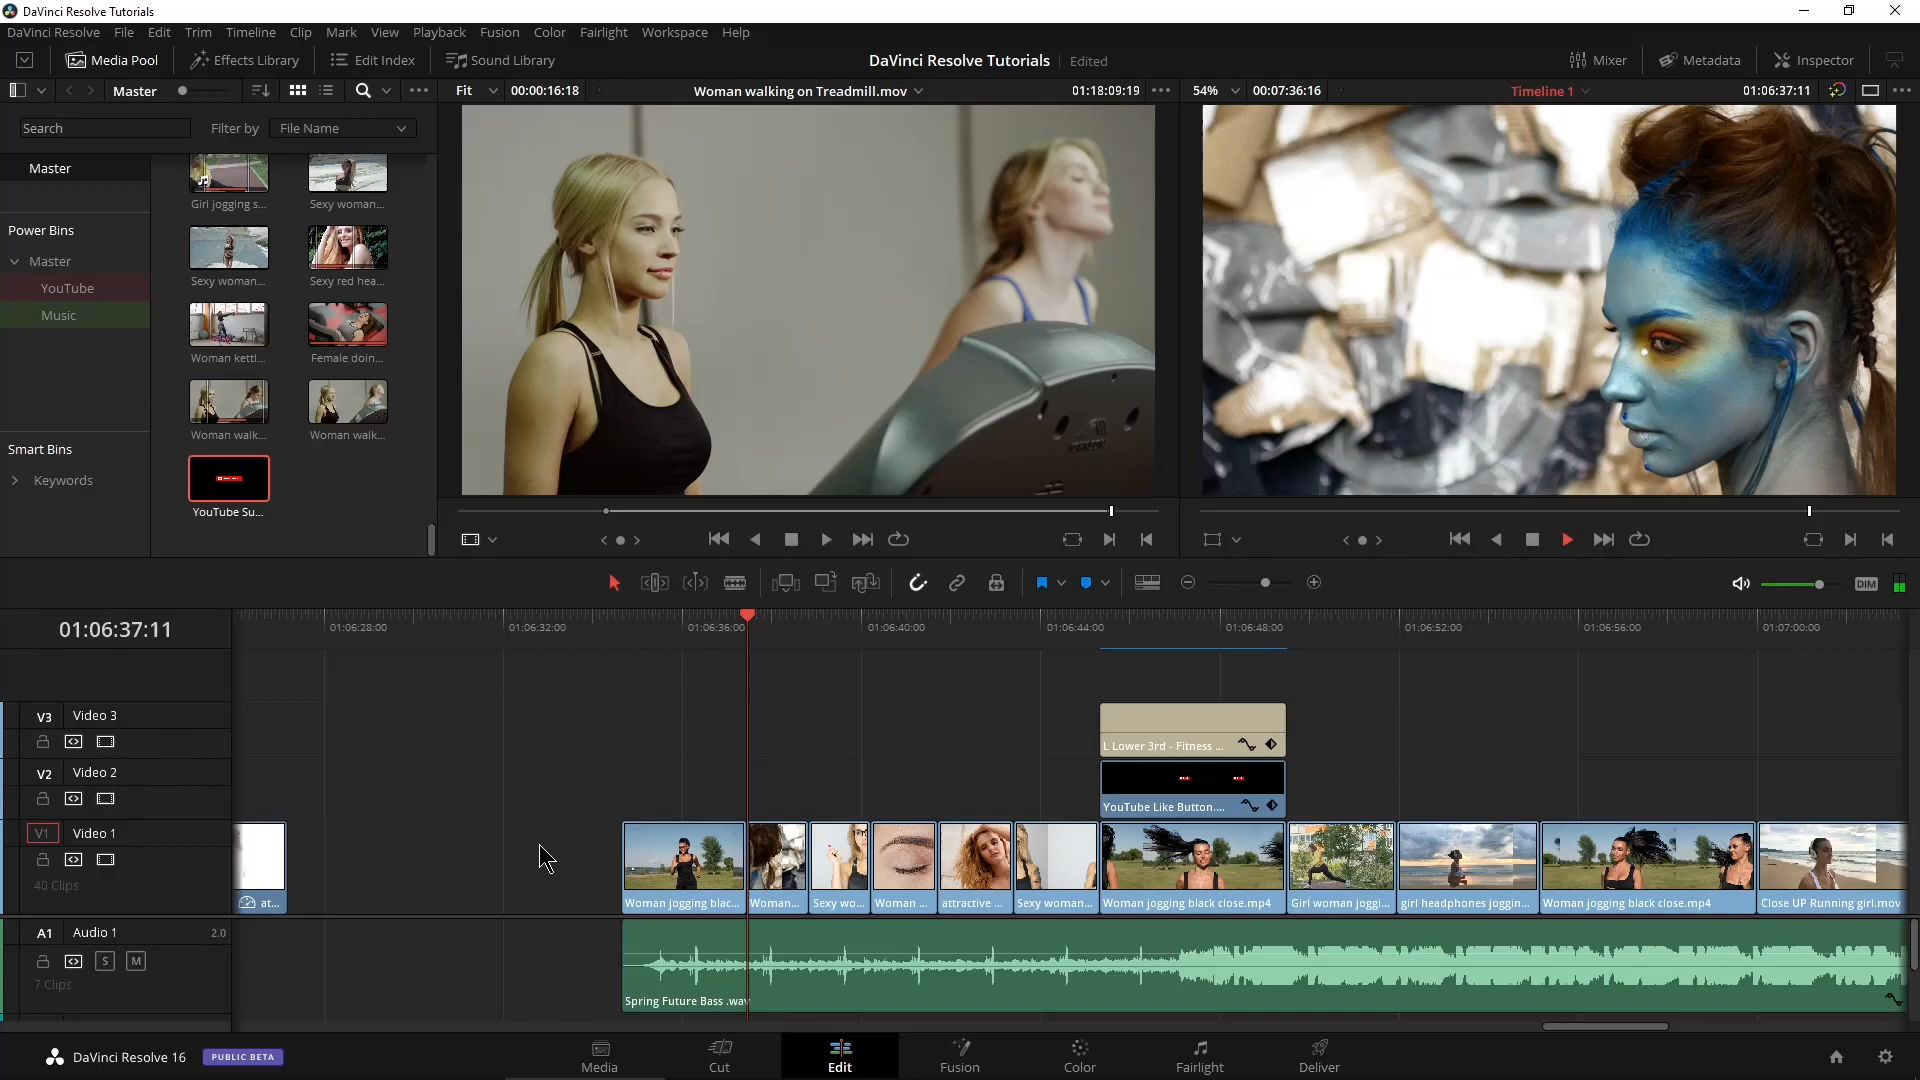 DaVinci Resolve Tutorials
DaVinci Resolve File Edit Trim Timeline Clip Mark View Playback Fusion Color Fairlight Workspace Help
Media Pool Effects Library Edit Index Sound Library DaVinci Resolve Tutorials Edited Mixer Metadata Inspector
Master Fit 00:00:16:18 Woman walking on Treadmill.mov 01:18:09:19 54% 00:07:36:16 Timeline 1 01:06:37:11
Search Filter by File Name
Master
Girl jogging s... Sexy woman...
Power Bins
Master
Sexy woman... Sexy red hea...
YouTube
Music
Woman kettl... Female doin...
Woman walk... Woman walk...
Smart Bins
Keywords
YouTube Su...
DIM
01:06:37:11
01:06:28:00 01:06:32:00 01:06:36:00 01:06:40:00 01:06:44:00 01:06:48:00 01:06:52:00 01:06:56:00 01:07:00:00
V3 Video 3
L Lower 3rd - Fitness ...
V2 Video 2
YouTube Like Button....
V1 Video 1
40 Clips
at... Woman jogging blac... Woman... Sexy wo... Woman ... attractive ... Sexy woman... Woman jogging black close.mp4 Girl woman joggi... girl headphones joggin... Woman jogging black close.mp4 Close UP Running girl.mov
A1 Audio 1 2.0
S M
7 Clips
Spring Future Bass .wav
DaVinci Resolve 16 PUBLIC BETA
Media Cut Edit Fusion Color Fairlight Deliver